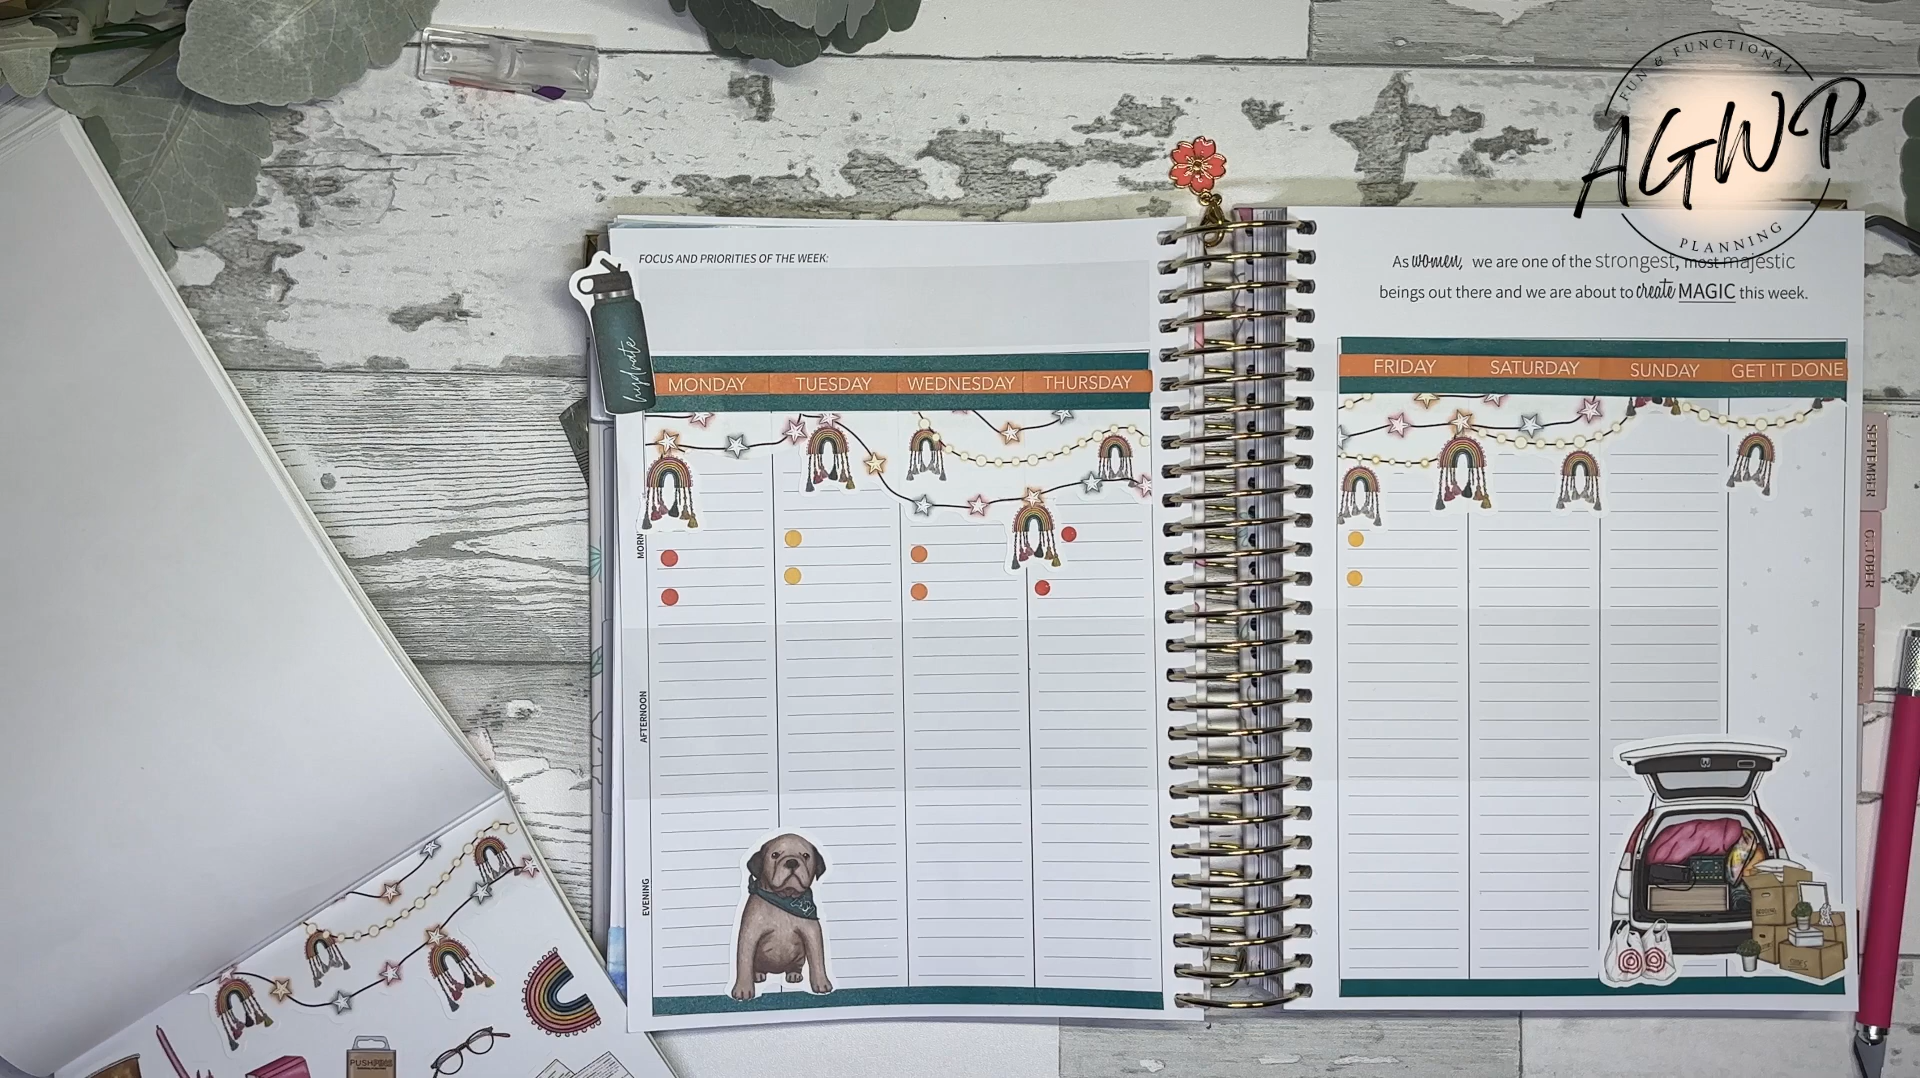 FUN & FUNCTIONAL
AGWP
PLANNING
FOCUS AND PRIORITIES OF THE WEEK:
As women, we are one of the strongest, most majestic
beings out there and we are about to create MAGIC this week.
hydrate
MONDAY TUESDAY WEDNESDAY THURSDAY
FRIDAY SATURDAY SUNDAY GET IT DONE
MORN
AFTERNOON
EVENING
SEPTEMBER
OCTOBER